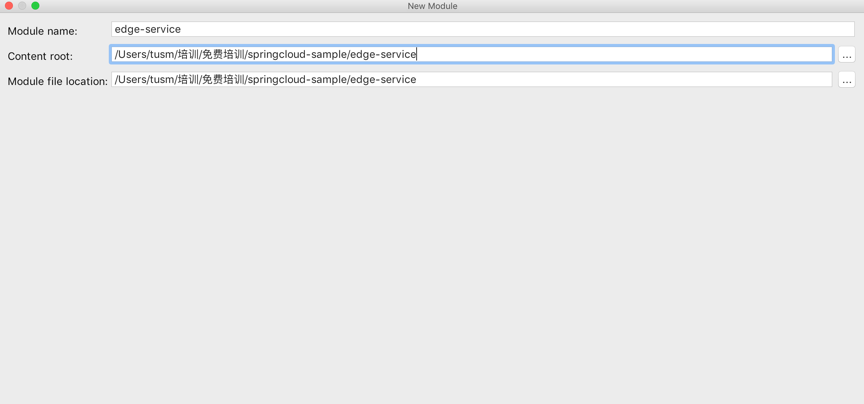 New Module
Module name: edge-service
Content root: /Users/tusm/培训/免费培训/springcloud-sample/edge-service ...
Module file location: /Users/tusm/培训/免费培训/springcloud-sample/edge-service ...